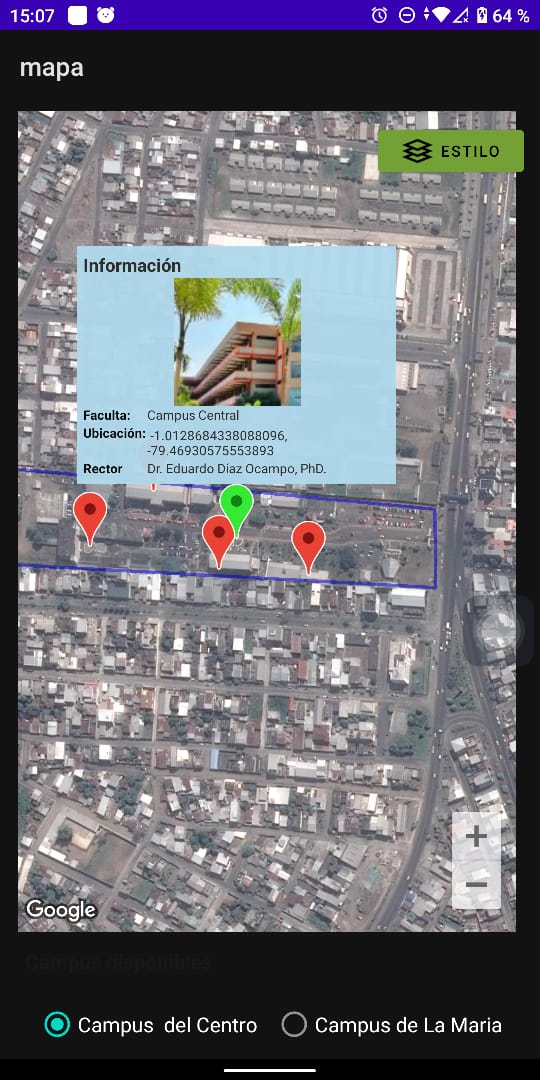 15:07
64 %
mapa
ESTILO
Información
Faculta: Campus Central
Ubicación: -1.0128684338088096,
-79.46930575553893
Rector Dr. Eduardo Díaz Ocampo, PhD.
+
−
Google
Campus disponibles
Campus del Centro
Campus de La Maria